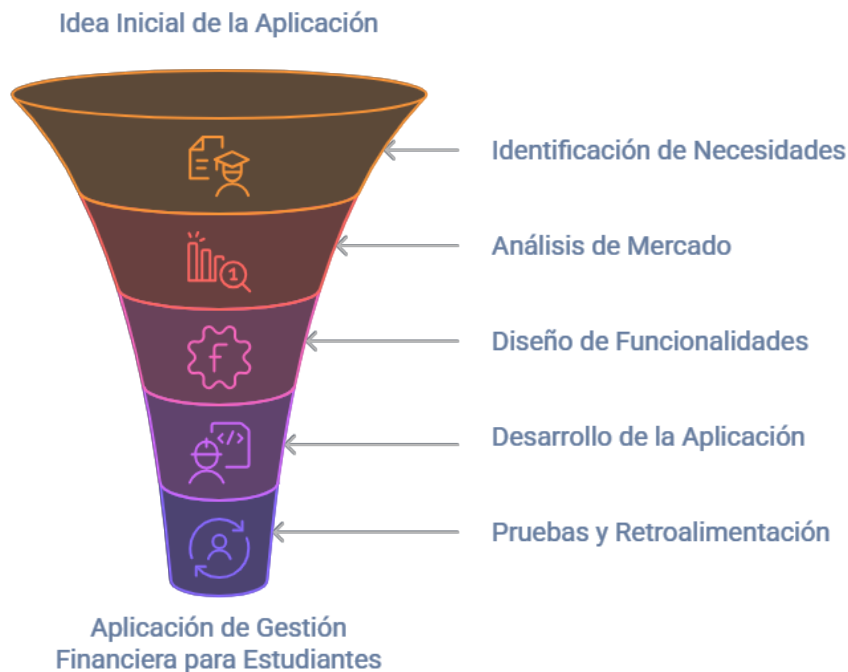 Idea Inicial de la Aplicación
Identificación de Necesidades
1
Análisis de Mercado
f
Diseño de Funcionalidades
</>
Desarrollo de la Aplicación
Pruebas y Retroalimentación
Aplicación de Gestión
Financiera para Estudiantes